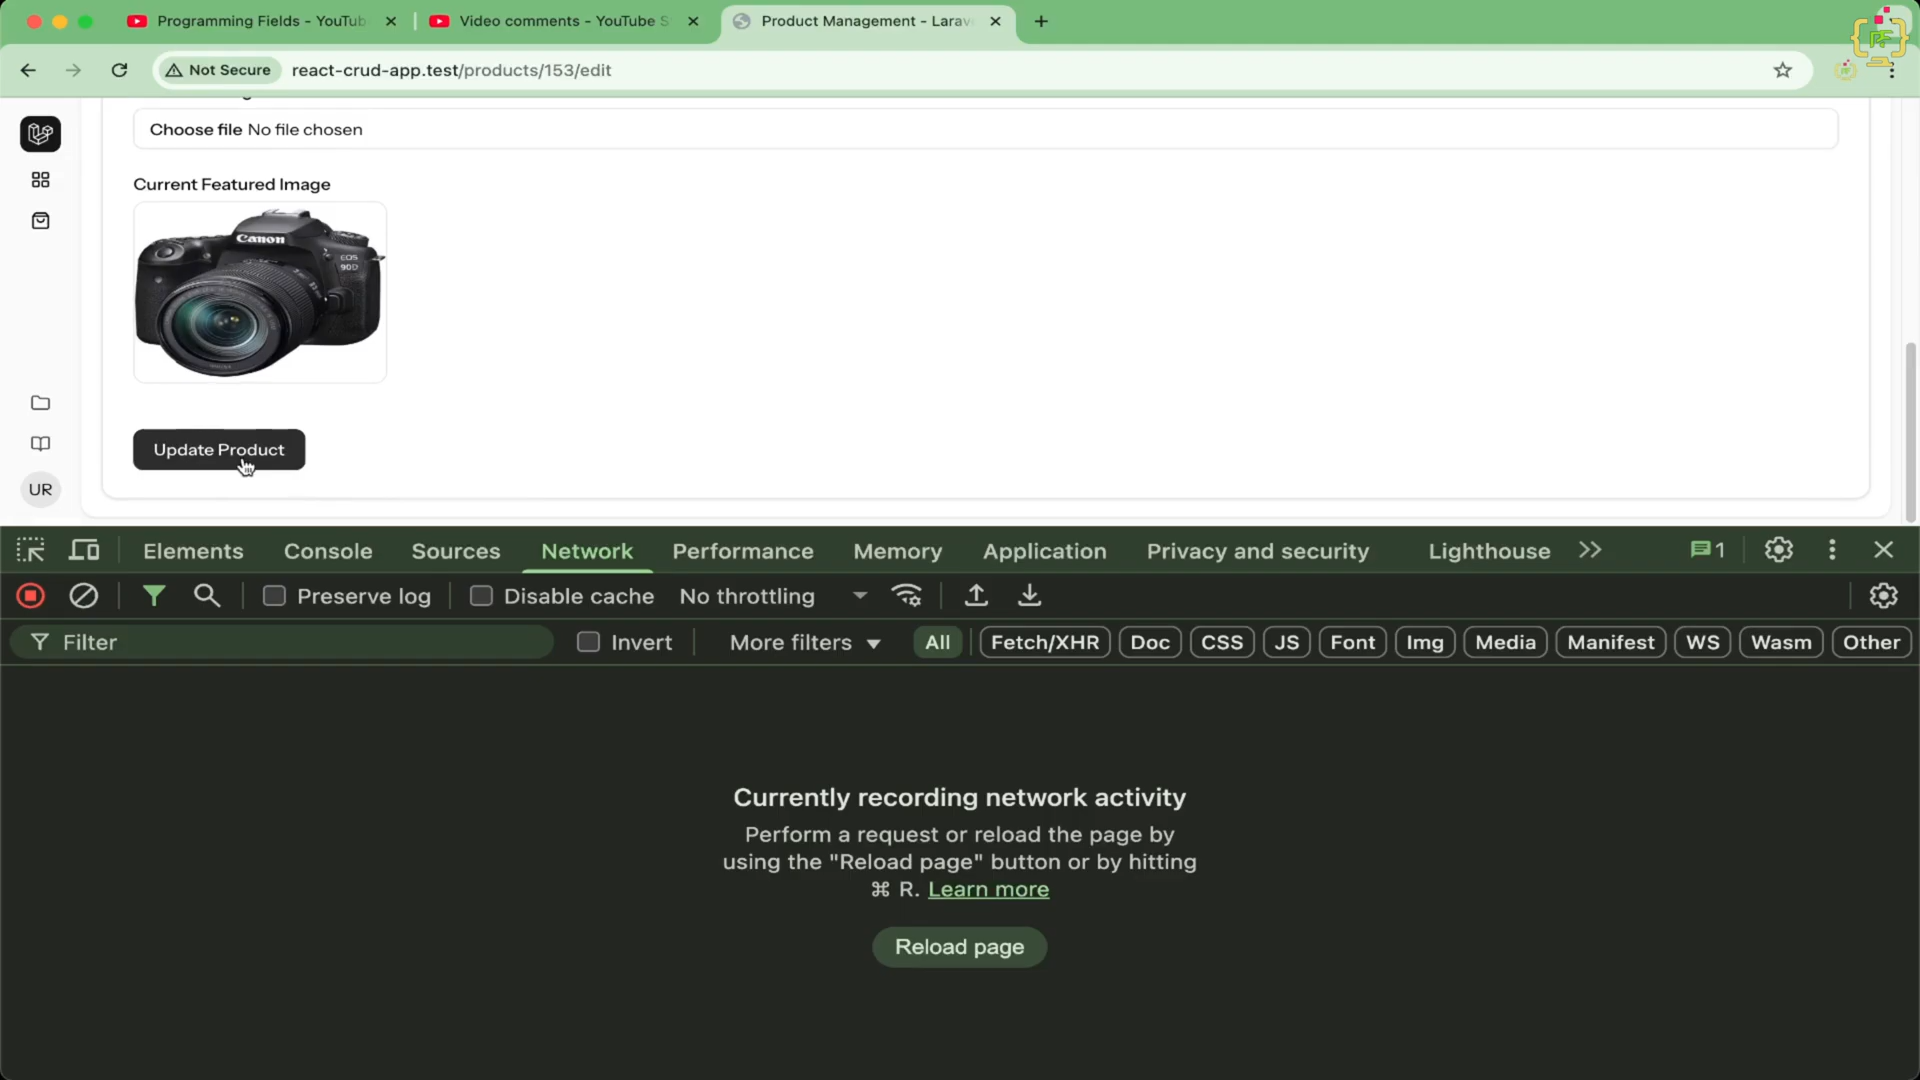 Programming Fields - YouTub
Video comments - YouTube S
Product Management - Larav
Not Secure
react-crud-app.test/products/153/edit
Choose file No file chosen
Current Featured Image
Canon
EOS
90D
Update Product
UR
Elements
Console
Sources
Network
Performance
Memory
Application
Privacy and security
Lighthouse
1
Preserve log
Disable cache
No throttling
Filter
Invert
More filters
All
Fetch/XHR
Doc
CSS
JS
Font
Img
Media
Manifest
WS
Wasm
Other
Currently recording network activity
Perform a request or reload the page by
using the "Reload page" button or by hitting
⌘ R. Learn more
Reload page